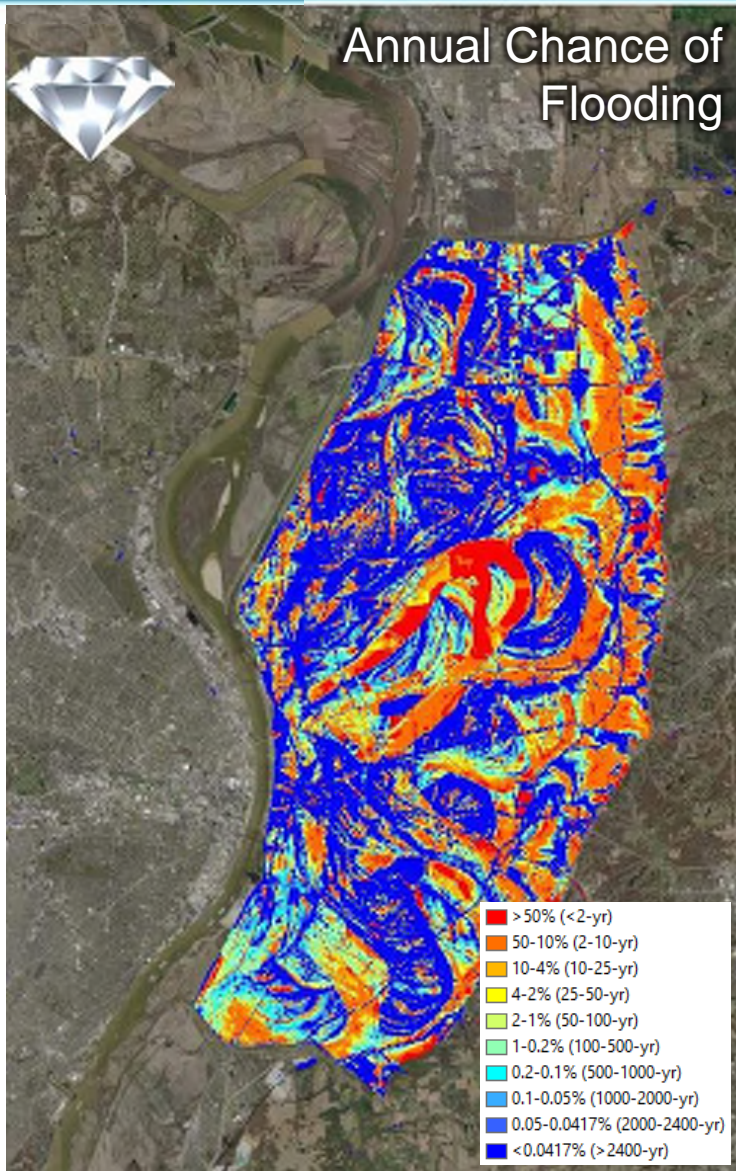 Annual Chance of
Flooding
>50% (<2-yr)
50-10% (2-10-yr)
10-4% (10-25-yr)
4-2% (25-50-yr)
2-1% (50-100-yr)
1-0.2% (100-500-yr)
0.2-0.1% (500-1000-yr)
0.1-0.05% (1000-2000-yr)
0.05-0.0417% (2000-2400-yr)
<0.0417% (>2400-yr)